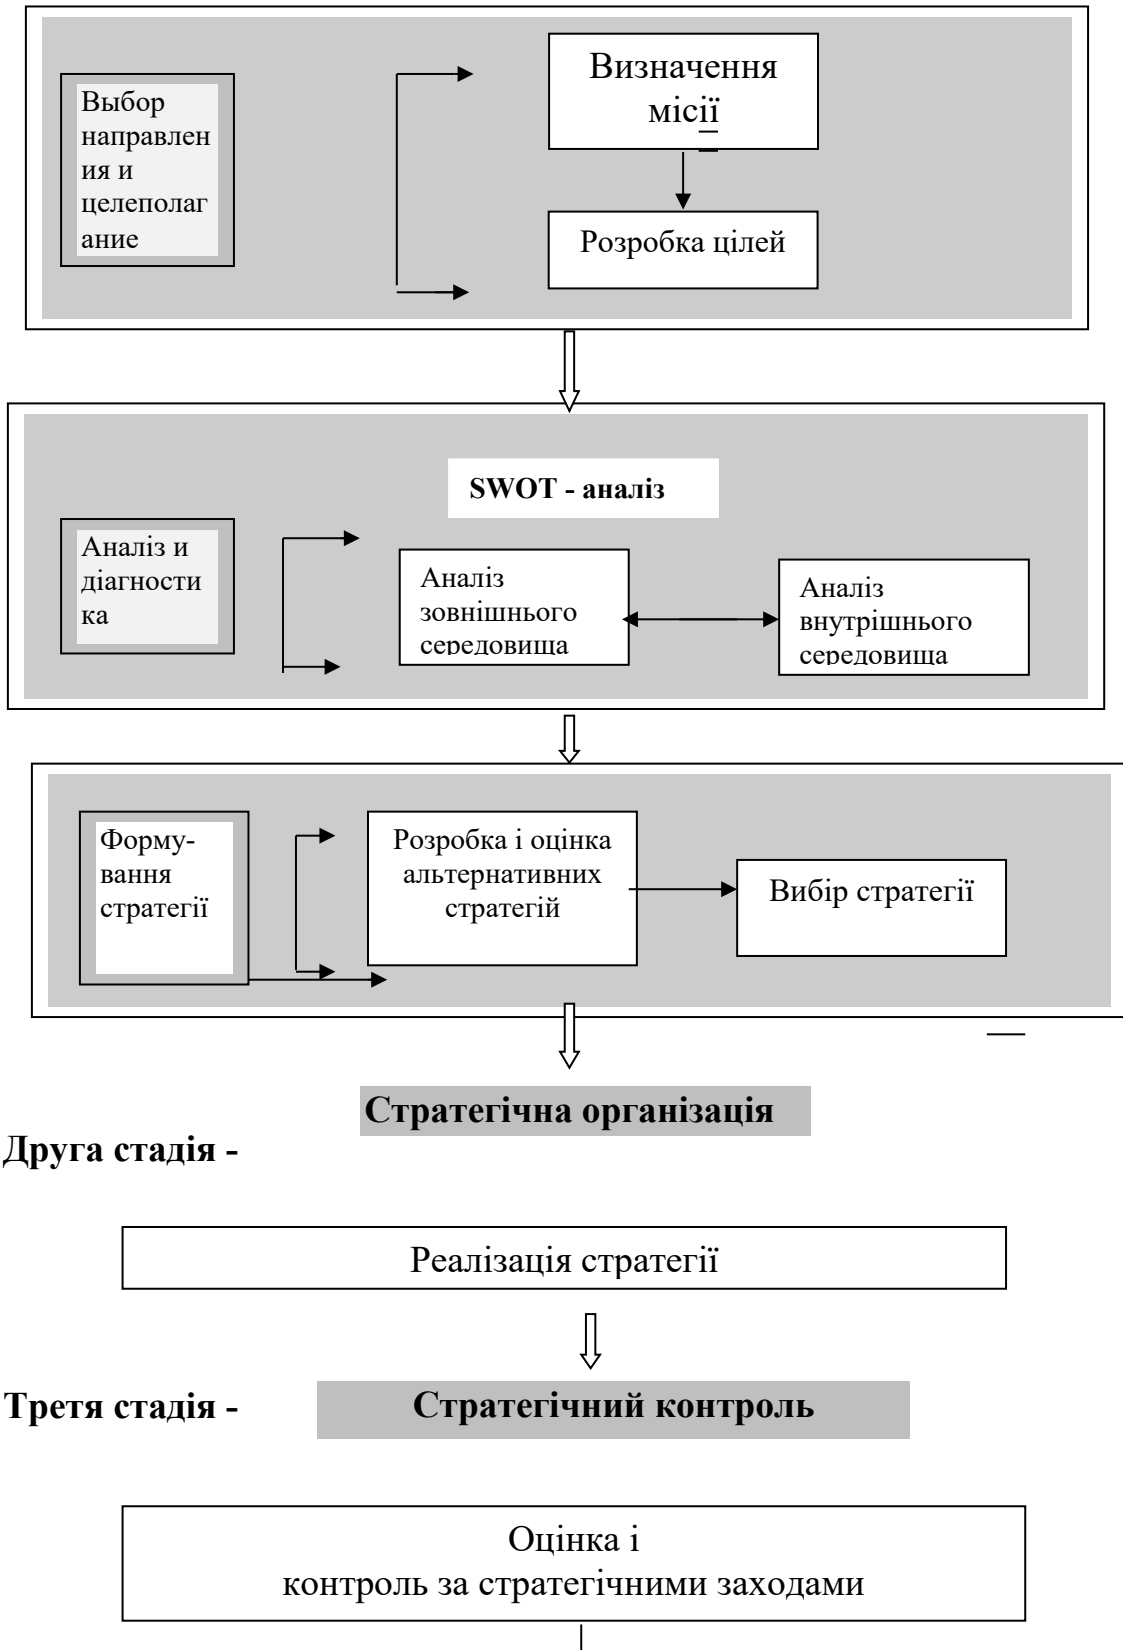 Выбор
направлен
ия и
целеполаг
ание
Визначення
місії
Розробка цілей
SWOT - аналіз
Аналіз и
діагности
ка
Аналіз
зовнішнього
середовища
Аналіз
внутрішнього
середовища
Форму-
вання
стратегії
Розробка і оцінка
альтернативних
стратегій
Вибір стратегії
Стратегічна організація
Друга стадія -
Реалізація стратегії
Третя стадія -
Стратегічний контроль
Оцінка і
контроль за стратегічними заходами